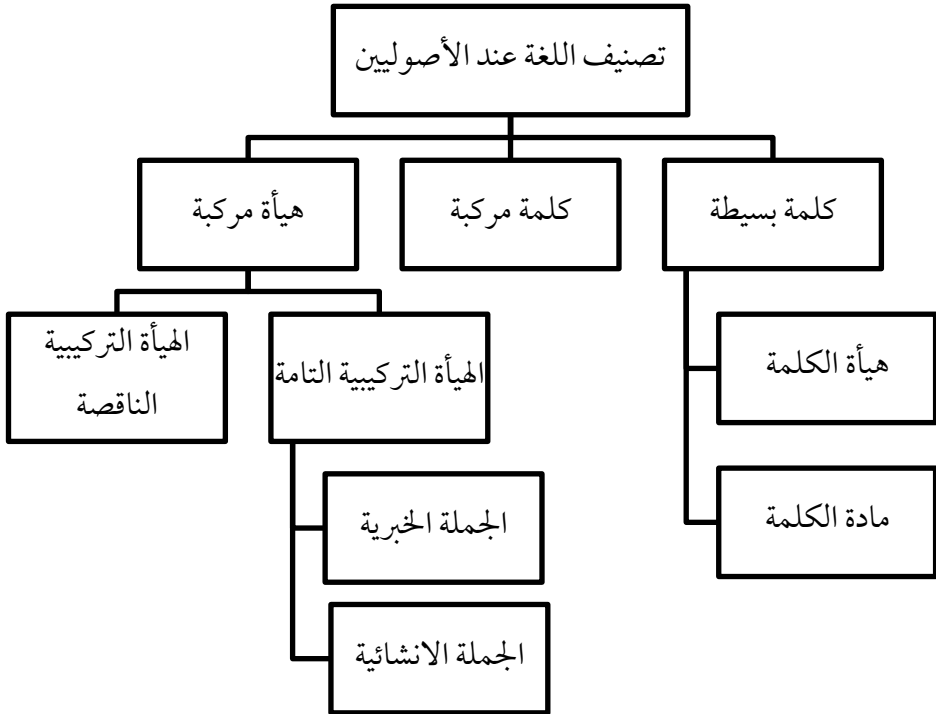 تصنيف اللغة عند الأصوليين
كلمة بسيطة
كلمة مركبة
هيأة مركبة
هيأة الكلمة
مادة الكلمة
الهيأة التركيبية التامة
الهيأة التركيبية
الناقصة
الجملة الخبرية
الجملة الانشائية